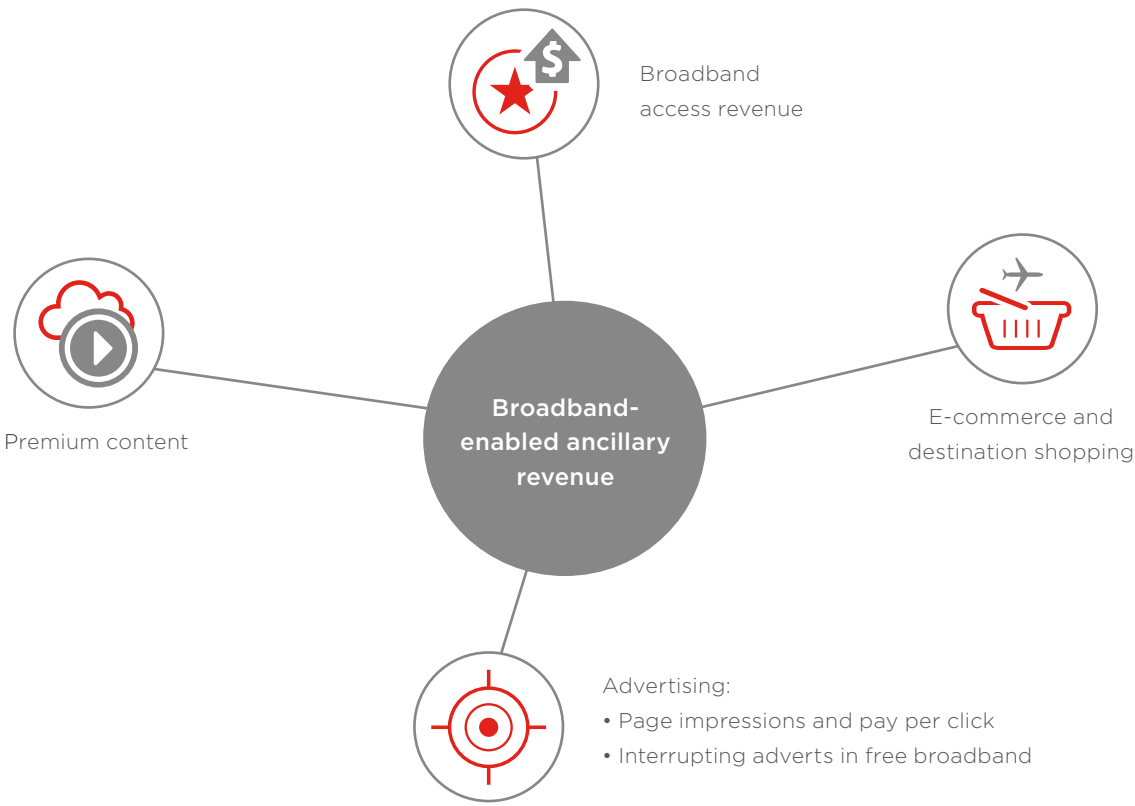 $
Broadband
access revenue
Premium content
Broadband-
enabled ancillary
revenue
E-commerce and
destination shopping
Advertising:
• Page impressions and pay per click
• Interrupting adverts in free broadband